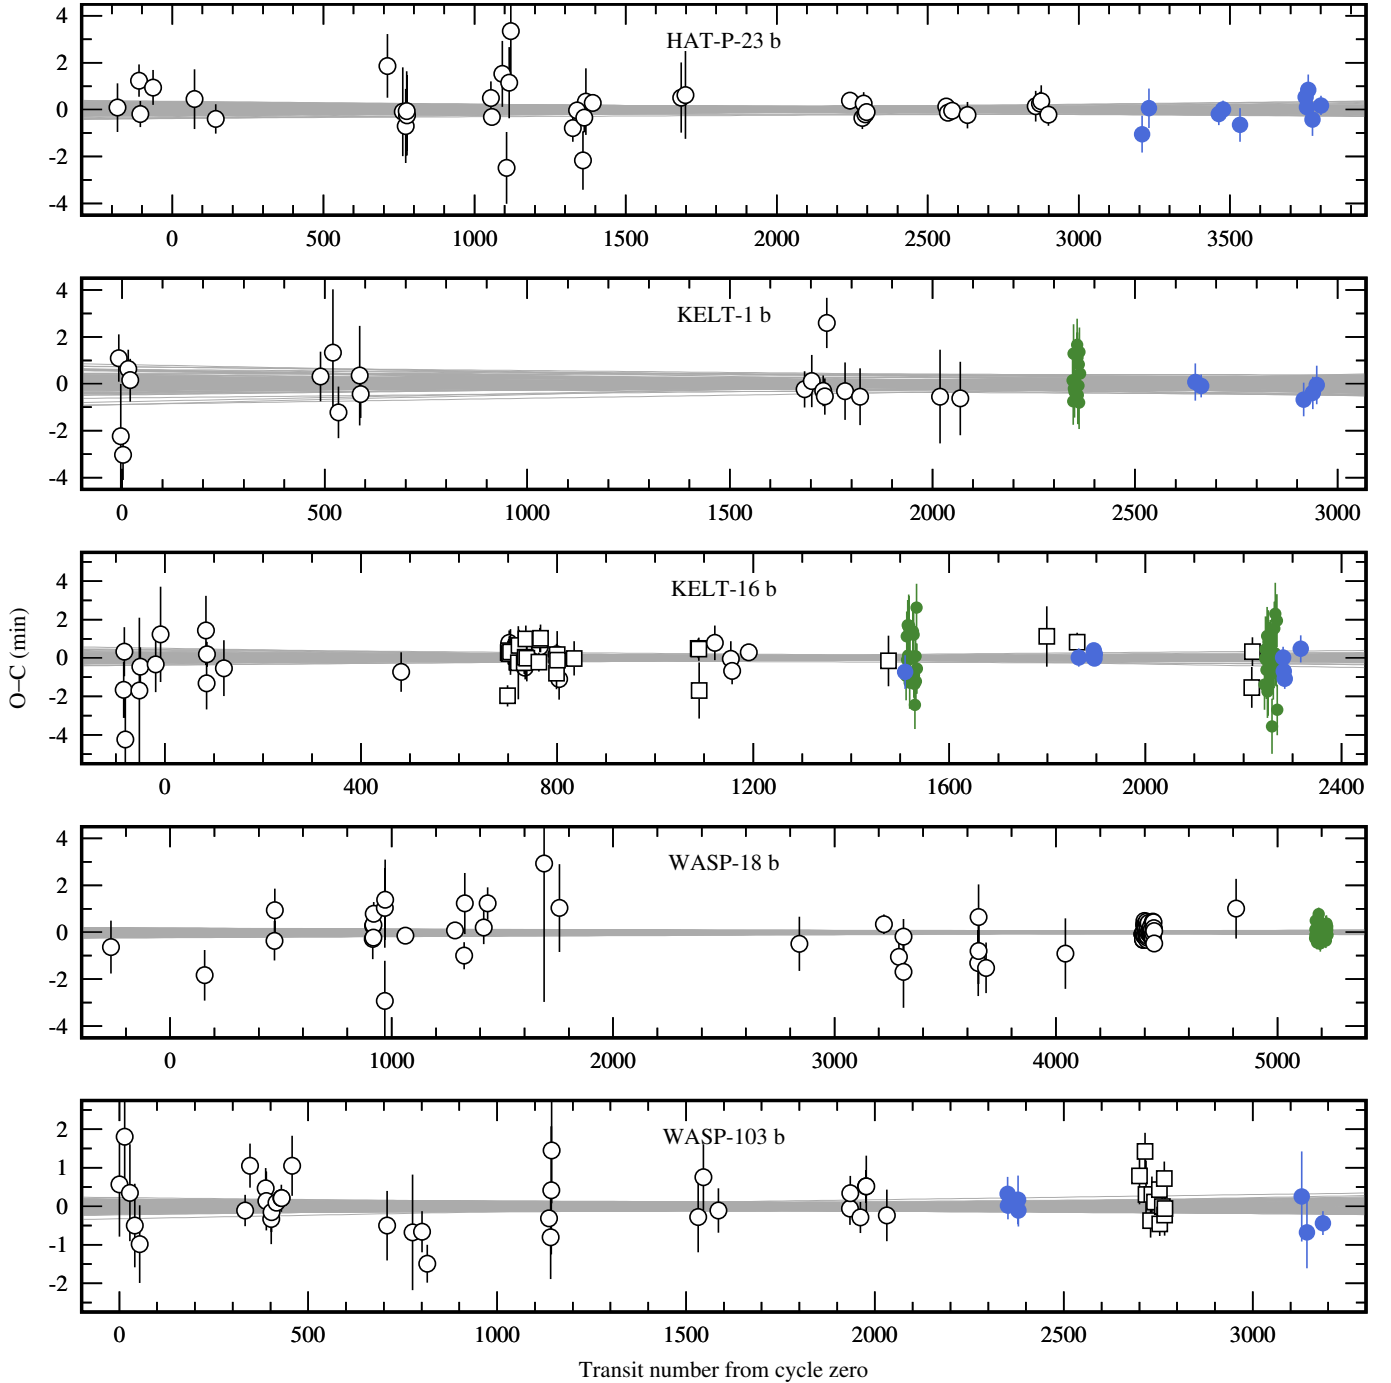 HAT-P-23 b
4
2
0
-2
-4
0 500 1000 1500 2000 2500 3000 3500
KELT-1 b
4
2
0
-2
-4
0 500 1000 1500 2000 2500 3000
KELT-16 b
4
2
0
-2
-4
0 400 800 1200 1600 2000 2400
O–C (min)
WASP-18 b
4
2
0
-2
-4
0 1000 2000 3000 4000 5000
WASP-103 b
2
1
0
-1
-2
0 500 1000 1500 2000 2500 3000
Transit number from cycle zero